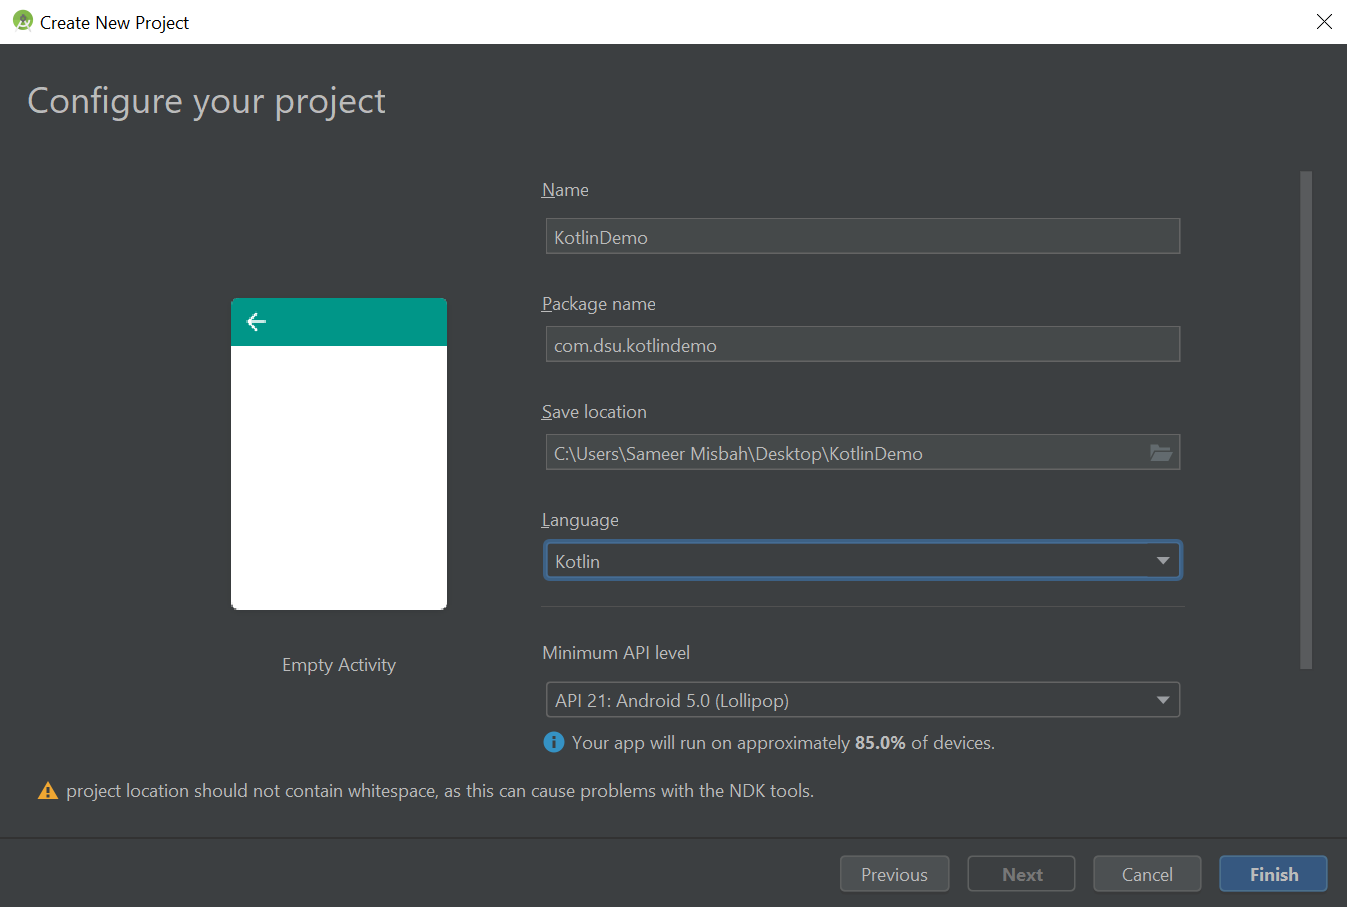 Create New Project
Configure your project
Name
KotlinDemo
Package name
com.dsu.kotlindemo
Save location
C:\Users\Sameer Misbah\Desktop\KotlinDemo
Language
Kotlin
Empty Activity
Minimum API level
API 21: Android 5.0 (Lollipop)
Your app will run on approximately 85.0% of devices.
project location should not contain whitespace, as this can cause problems with the NDK tools.
Previous
Next
Cancel
Finish